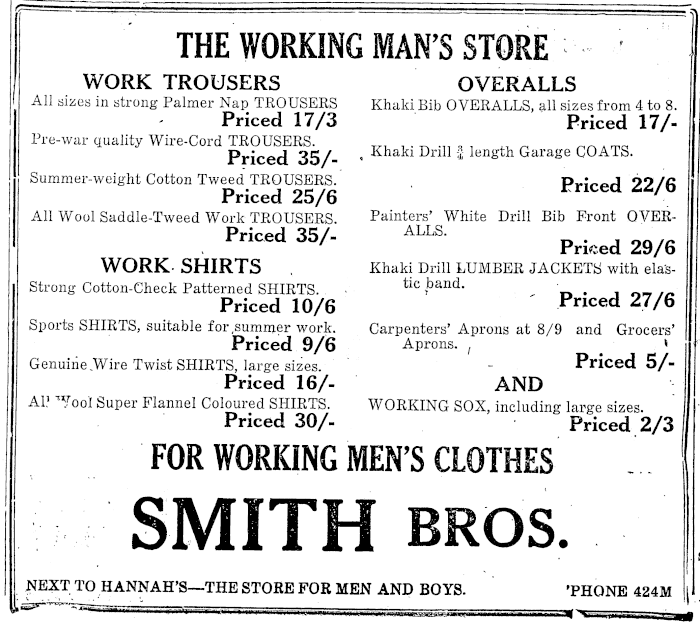 THE WORKING MAN'S STORE
WORK TROUSERS
All sizes in strong Palmer Nap TROUSERS
Priced 17/3
Pre-war quality Wire-Cord TROUSERS.
Priced 35/-
Summer-weight Cotton Tweed TROUSERS.
Priced 25/6
All Wool Saddle-Tweed Work TROUSERS.
Priced 35/-
WORK SHIRTS
Strong Cotton-Check Patterned SHIRTS.
Priced 10/6
Sports SHIRTS, suitable for summer work.
Priced 9/6
Genuine Wire Twist SHIRTS, large sizes.
Priced 16/-
All Wool Super Flannel Coloured SHIRTS.
Priced 30/-
OVERALLS
Khaki Bib OVERALLS, all sizes from 4 to 8.
Priced 17/-
Khaki Drill ¾ length Garage COATS.
Priced 22/6
Painters' White Drill Bib Front OVER-
ALLS.
Priced 29/6
Khaki Drill LUMBER JACKETS with elas-
tic band.
Priced 27/6
Carpenters' Aprons at 8/9 and Grocers'
Aprons.
Priced 5/-
AND
WORKING SOX, including large sizes.
Priced 2/3
FOR WORKING MEN'S CLOTHES
SMITH BROS.
NEXT TO HANNAH'S—THE STORE FOR MEN AND BOYS.
'PHONE 424M